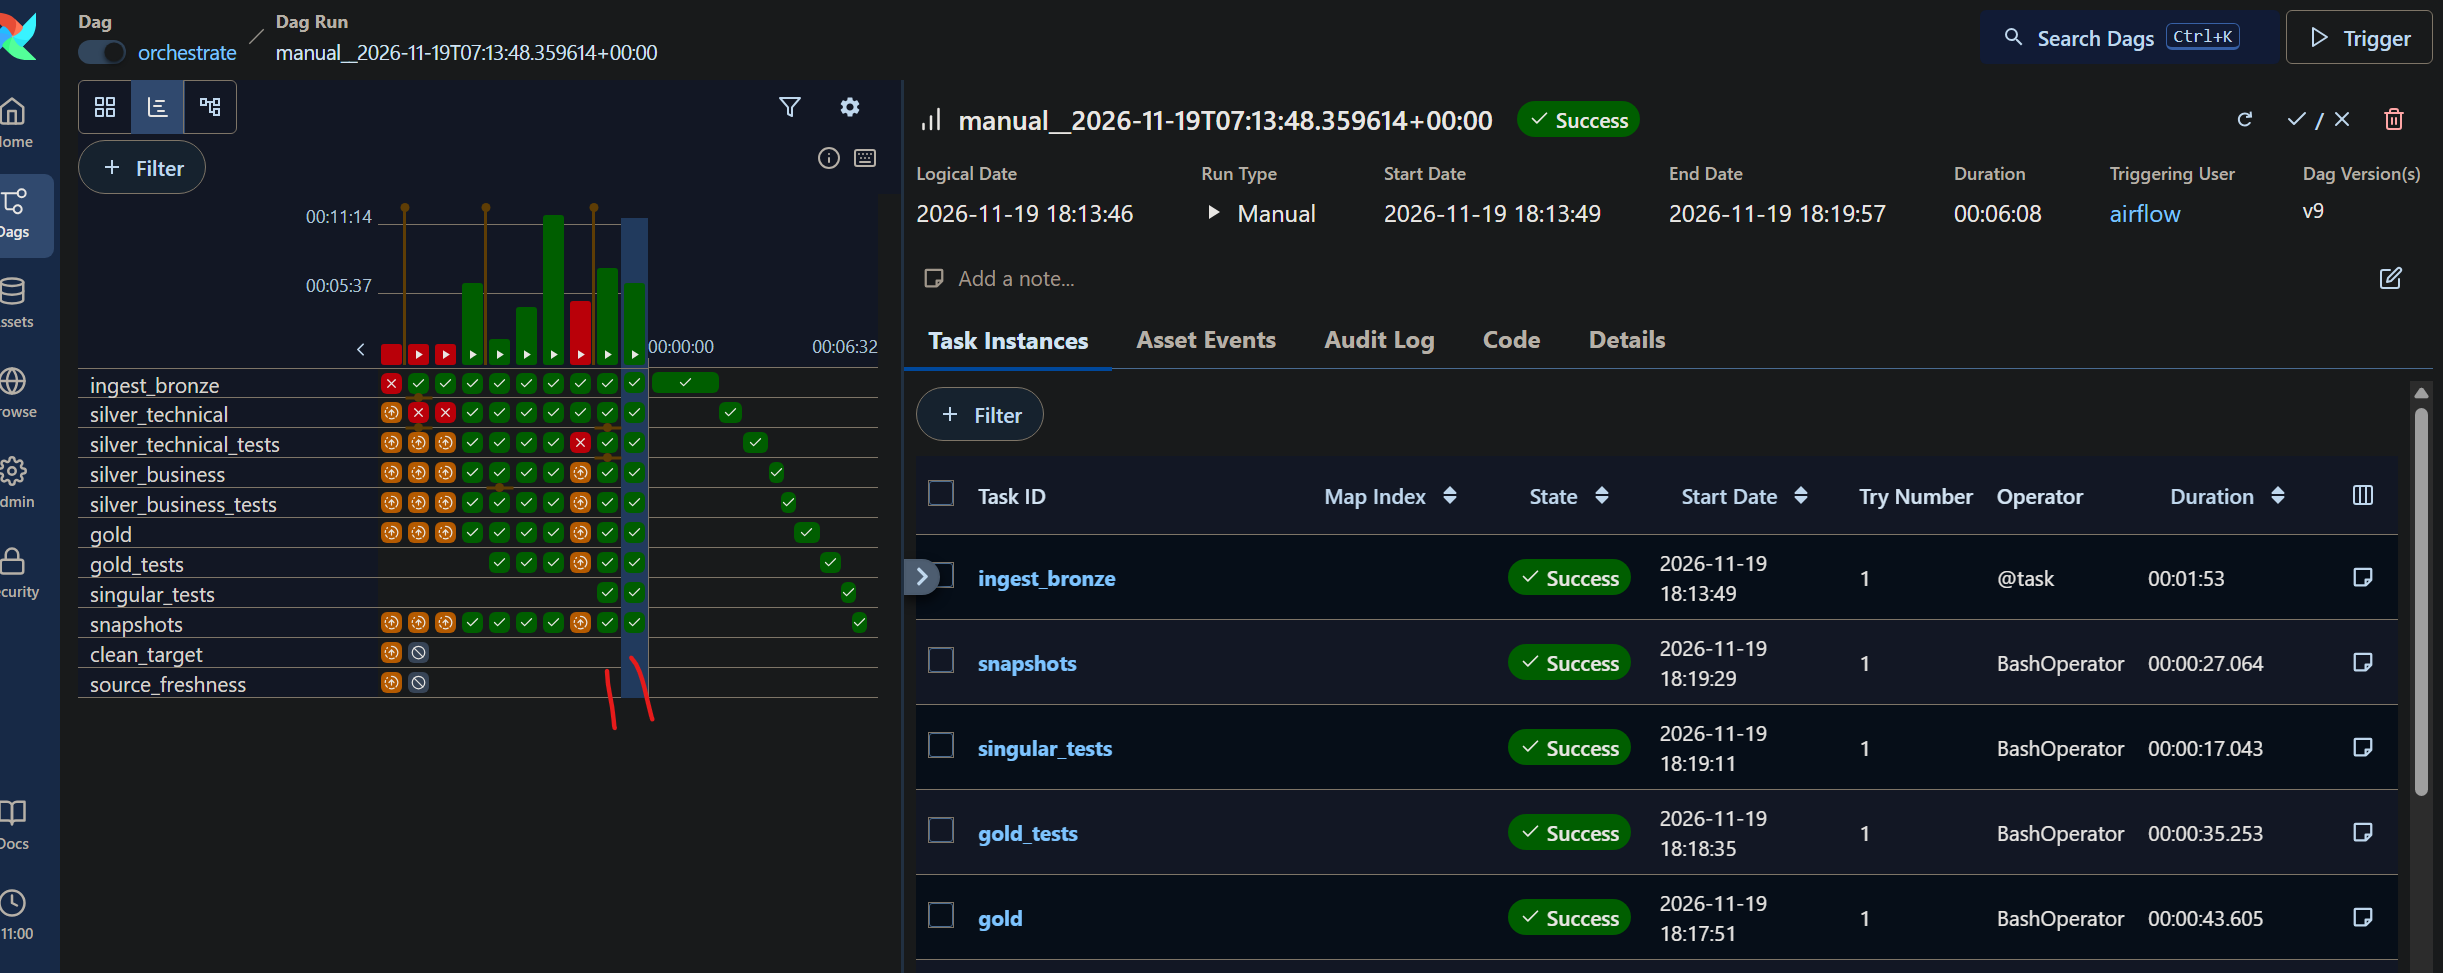 Dag
orchestrate
Dag Run
manual__2026-11-19T07:13:48.359614+00:00
Search Dags Ctrl+K
Trigger
Home
Dags
Assets
Browse
Admin
Security
Docs
11:00
Filter
00:11:14
00:05:37
00:00:00 00:06:32
ingest_bronze
silver_technical
silver_technical_tests
silver_business
silver_business_tests
gold
gold_tests
singular_tests
snapshots
clean_target
source_freshness
manual__2026-11-19T07:13:48.359614+00:00 Success
/
Logical Date Run Type Start Date End Date Duration Triggering User Dag Version(s)
2026-11-19 18:13:46 Manual 2026-11-19 18:13:49 2026-11-19 18:19:57 00:06:08 airflow v9
Add a note...
Task Instances Asset Events Audit Log Code Details
Filter
Task ID Map Index State Start Date Try Number Operator Duration
ingest_bronze Success 2026-11-19 18:13:49 1 @task 00:01:53
snapshots Success 2026-11-19 18:19:29 1 BashOperator 00:00:27.064
singular_tests Success 2026-11-19 18:19:11 1 BashOperator 00:00:17.043
gold_tests Success 2026-11-19 18:18:35 1 BashOperator 00:00:35.253
gold Success 2026-11-19 18:17:51 1 BashOperator 00:00:43.605